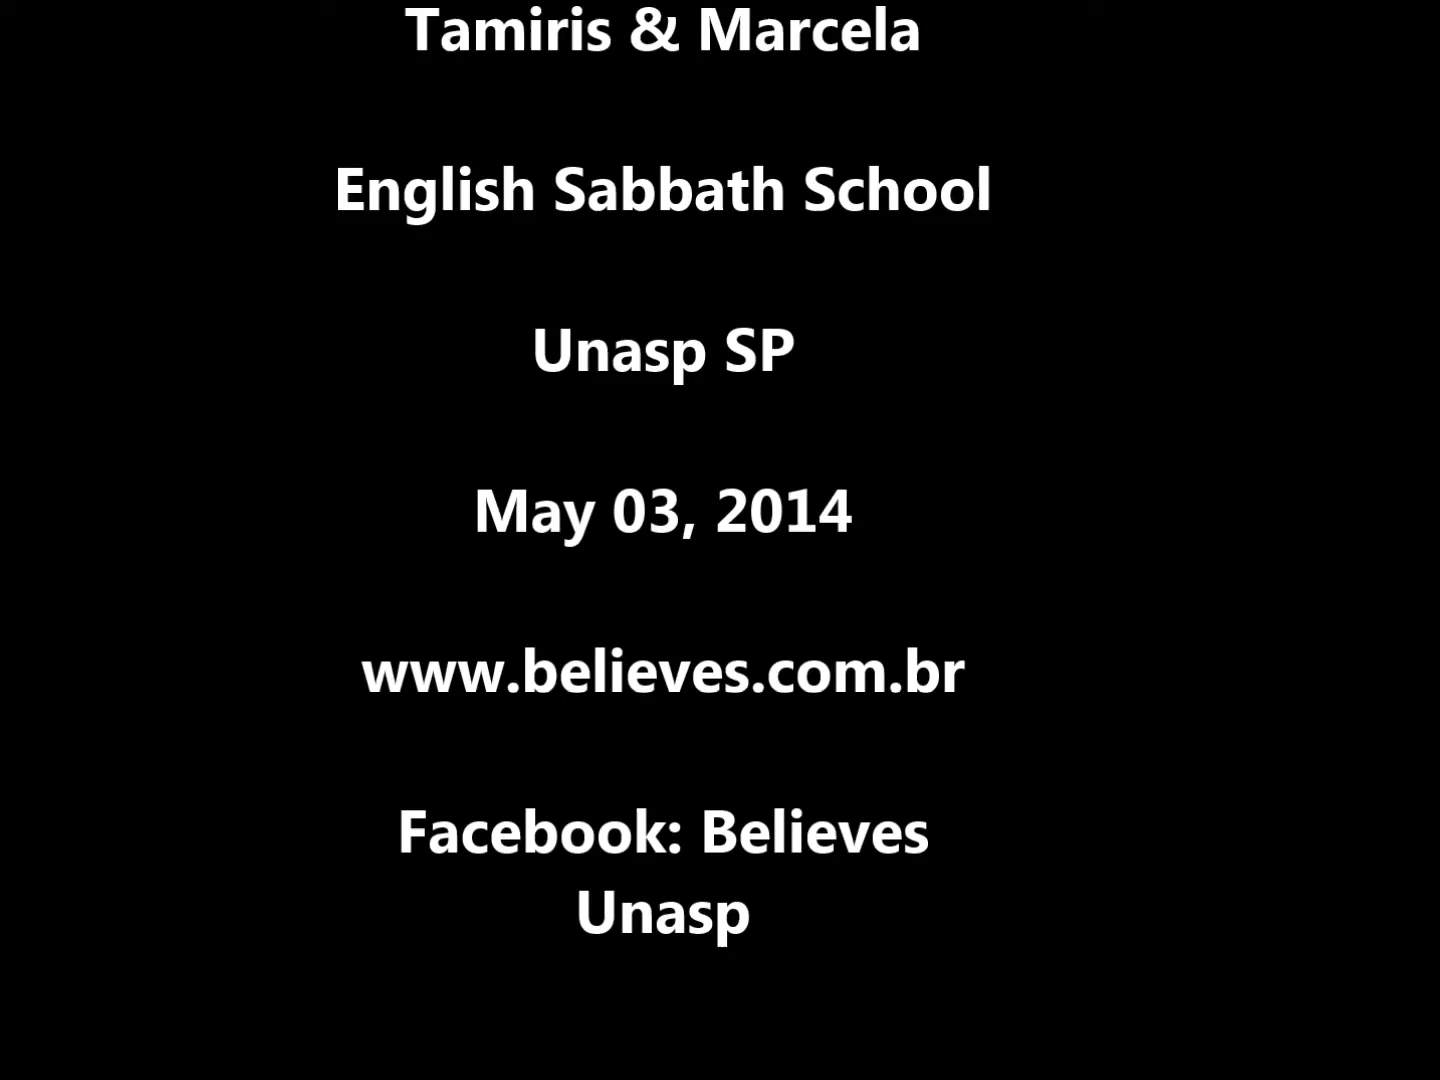 Tamiris & Marcela
English Sabbath School
Unasp SP
May 03, 2014
www.believes.com.br
Facebook: Believes
Unasp